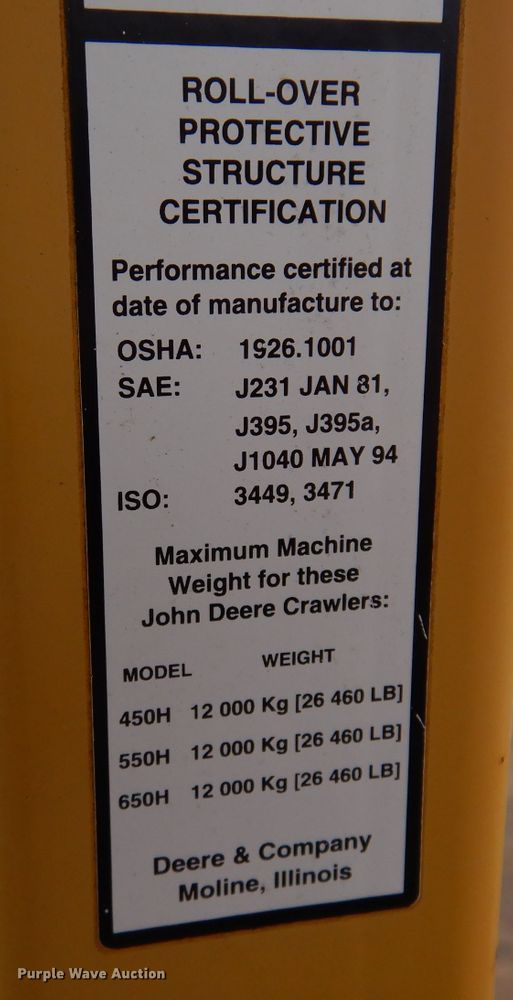 ROLL-OVER
PROTECTIVE
STRUCTURE
CERTIFICATION
Performance certified at
date of manufacture to:
OSHA: 1926.1001
SAE: J231 JAN 81,
J395, J395a,
J1040 MAY 94
ISO: 3449, 3471
Maximum Machine
Weight for these
John Deere Crawlers:
MODEL WEIGHT
450H 12 000 Kg [26 460 LB]
550H 12 000 Kg [26 460 LB]
650H 12 000 Kg [26 460 LB]
Deere & Company
Moline, Illinois
Purple Wave Auction